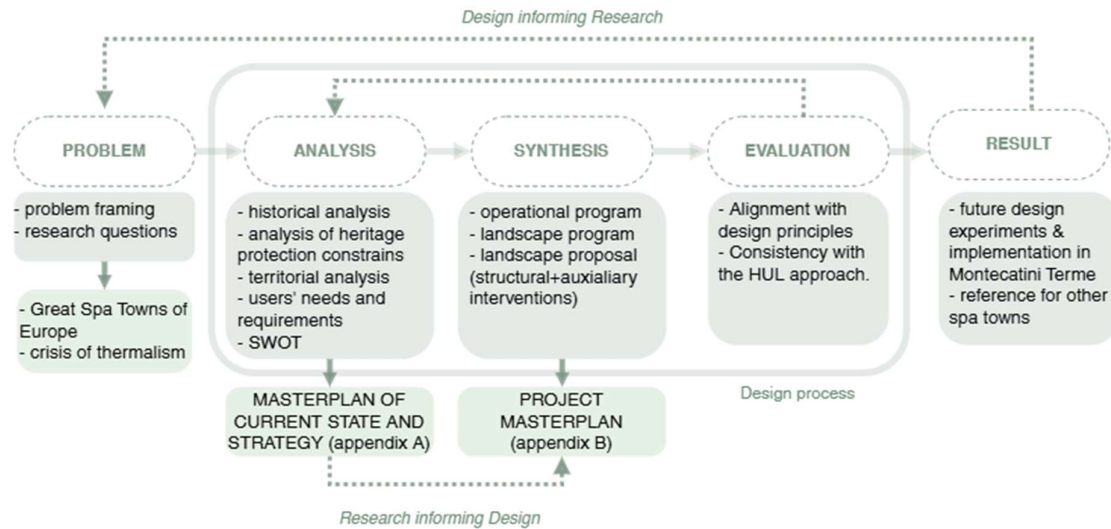 Design informing Research
PROBLEM
ANALYSIS
SYNTHESIS
EVALUATION
RESULT
- problem framing
- research questions
- historical analysis
- analysis of heritage
protection constrains
- territorial analysis
- users' needs and
requirements
- SWOT
- operational program
- landscape program
- landscape proposal
(structural+auxialiary
interventions)
- Alignment with
design principles
- Consistency with
the HUL approach.
- future design
experiments &
implementation in
Montecatini Terme
- reference for other
spa towns
- Great Spa Towns of
Europe
- crisis of thermalism
Design process
MASTERPLAN OF
CURRENT STATE AND
STRATEGY (appendix A)
PROJECT
MASTERPLAN
(appendix B)
Research informing Design